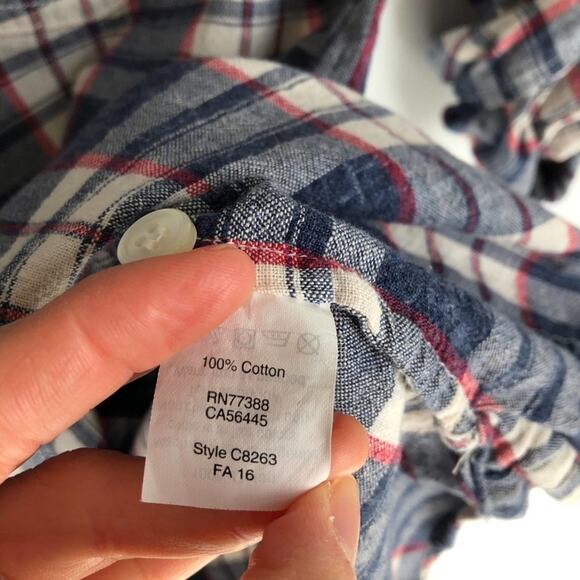 100% Cotton
RN77388
CA56445
Style C8263
FA 16